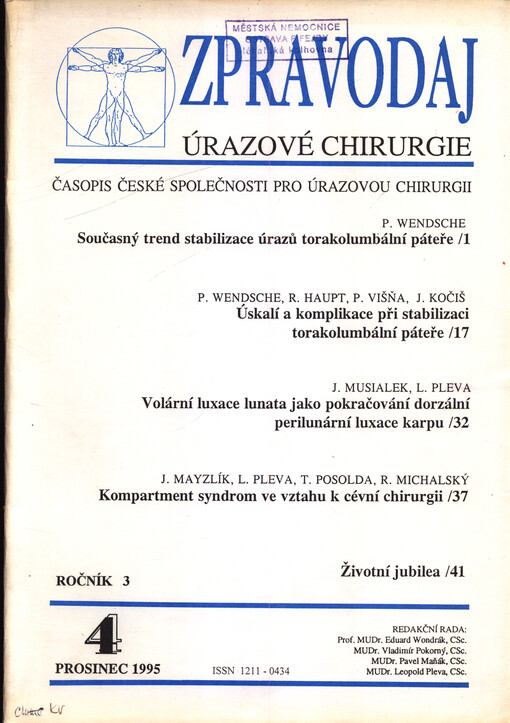 MĚSTSKÁ NEMOCNICE
knihovna
ZPRAVODAJ
ÚRAZOVÉ CHIRURGIE
ČASOPIS ČESKÉ SPOLEČNOSTI PRO ÚRAZOVOU CHIRURGII
P. WENDSCHE
Současný trend stabilizace úrazů torakolumbální páteře /1
P. WENDSCHE, R. HAUPT, P. VIŠŇA, J. KOČIŠ
Úskalí a komplikace při stabilizaci
torakolumbální páteře /17
J. MUSIALEK, L. PLEVA
Volární luxace lunata jako pokračování dorzální
perilunární luxace karpu /32
J. MAYZLÍK, L. PLEVA, T. POSOLDA, R. MICHALSKÝ
Kompartment syndrom ve vztahu k cévní chirurgii /37
Životní jubilea /41
ROČNÍK 3
4
PROSINEC 1995
ISSN 1211 - 0434
REDAKČNÍ RADA:
Prof. MUDr. Eduard Wondrák, CSc.
MUDr. Vladimír Pokorný, CSc.
MUDr. Pavel Maňák, CSc.
MUDr. Leopold Pleva, CSc.